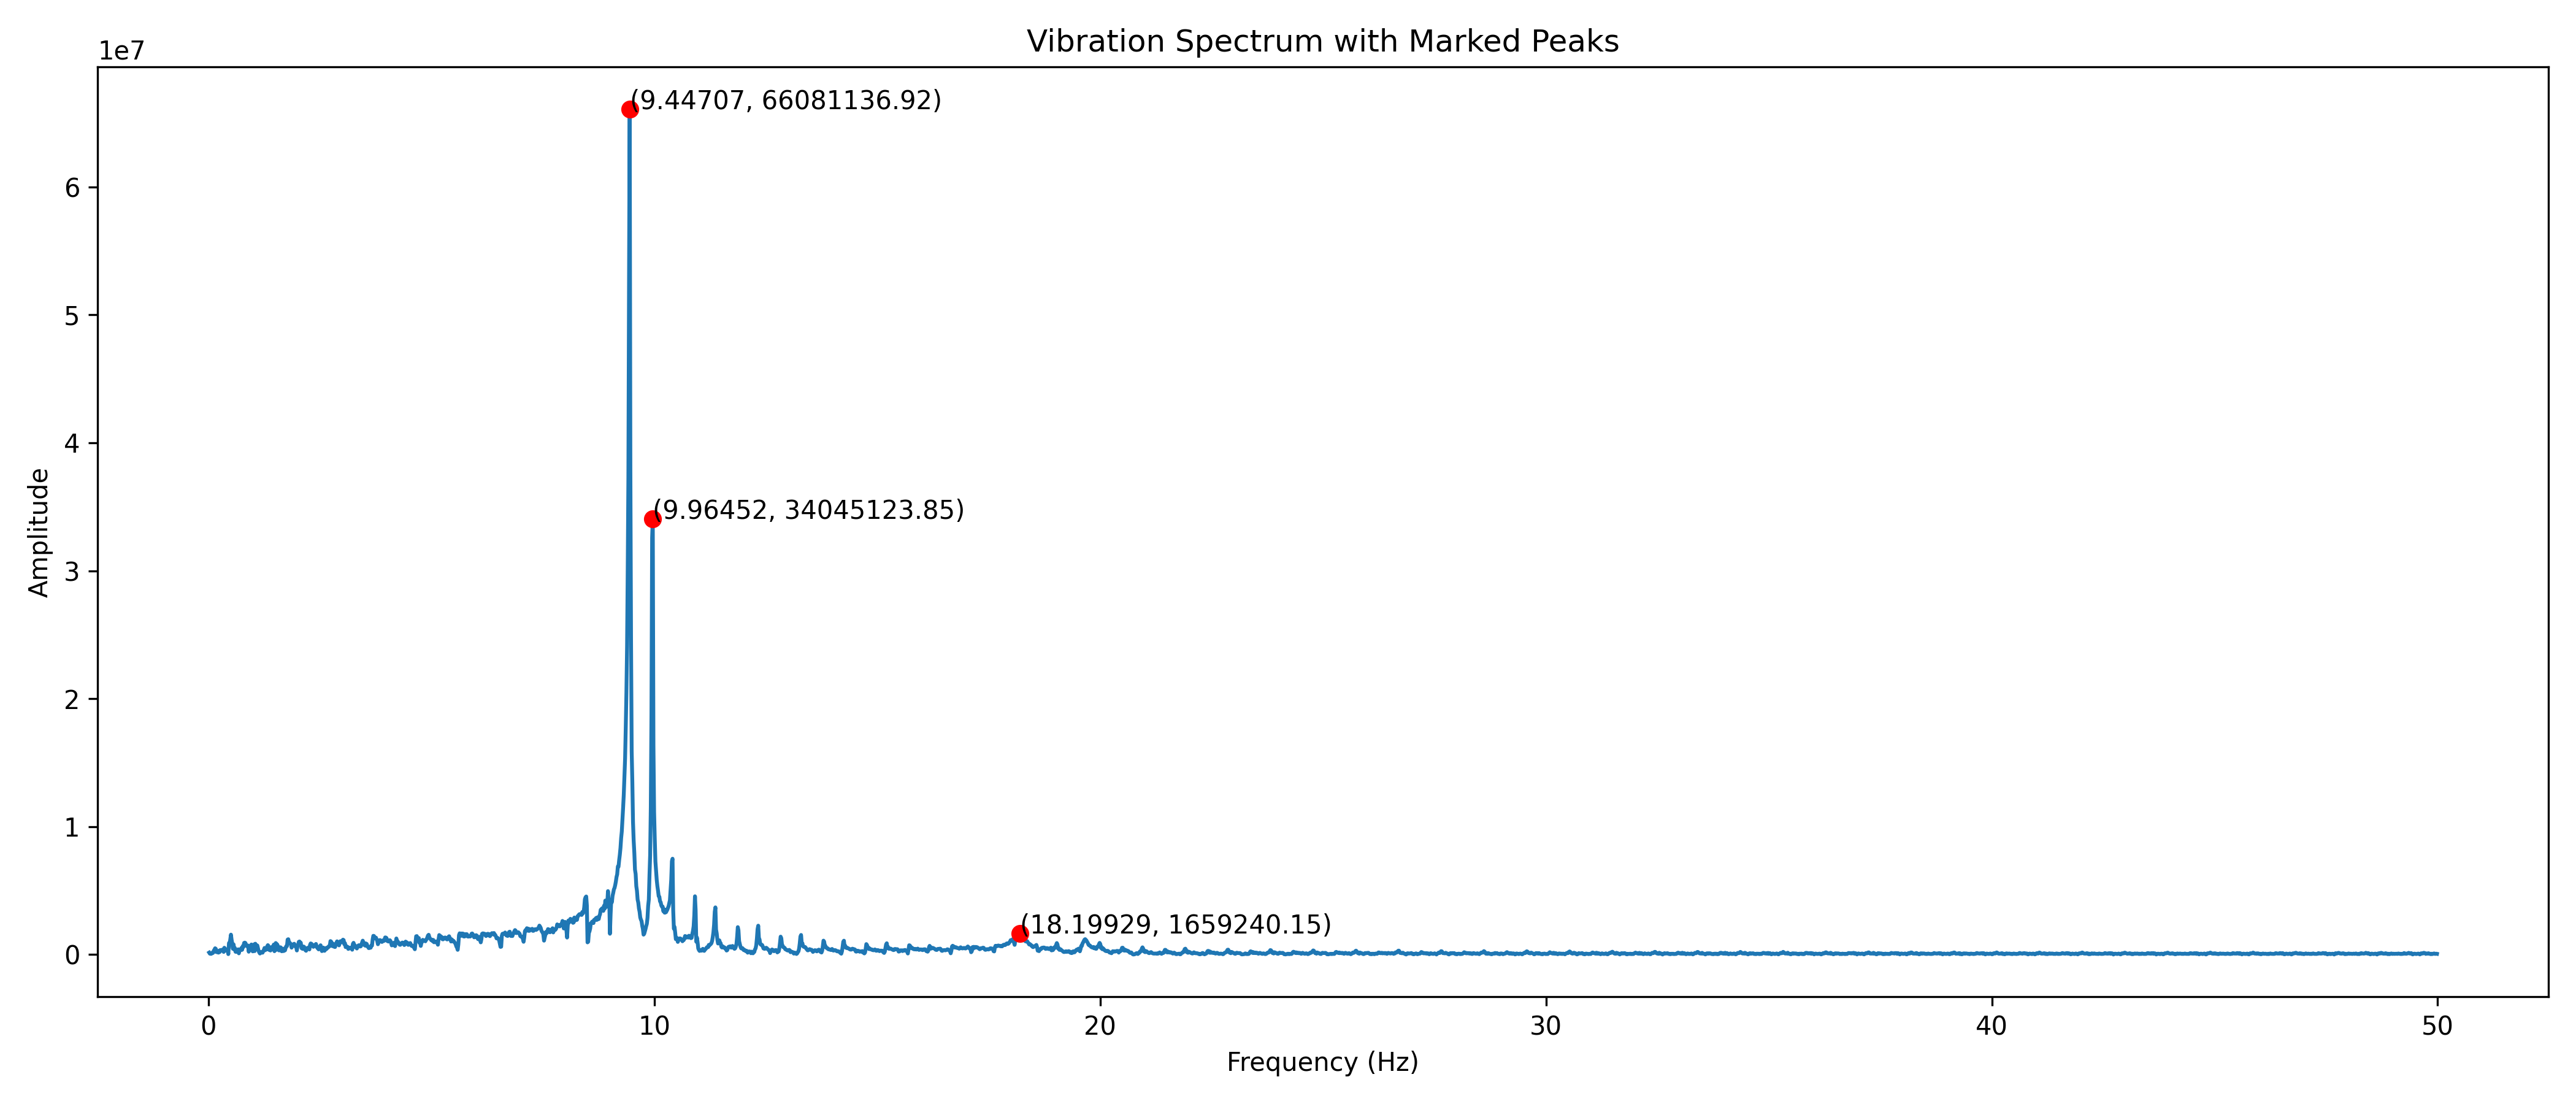 Vibration Spectrum with Marked Peaks
1e7
(9.44707, 66081136.92)
(9.96452, 34045123.85)
(18.19929, 1659240.15)
6
5
4
3
2
1
0
Amplitude
0 10 20 30 40 50
Frequency (Hz)